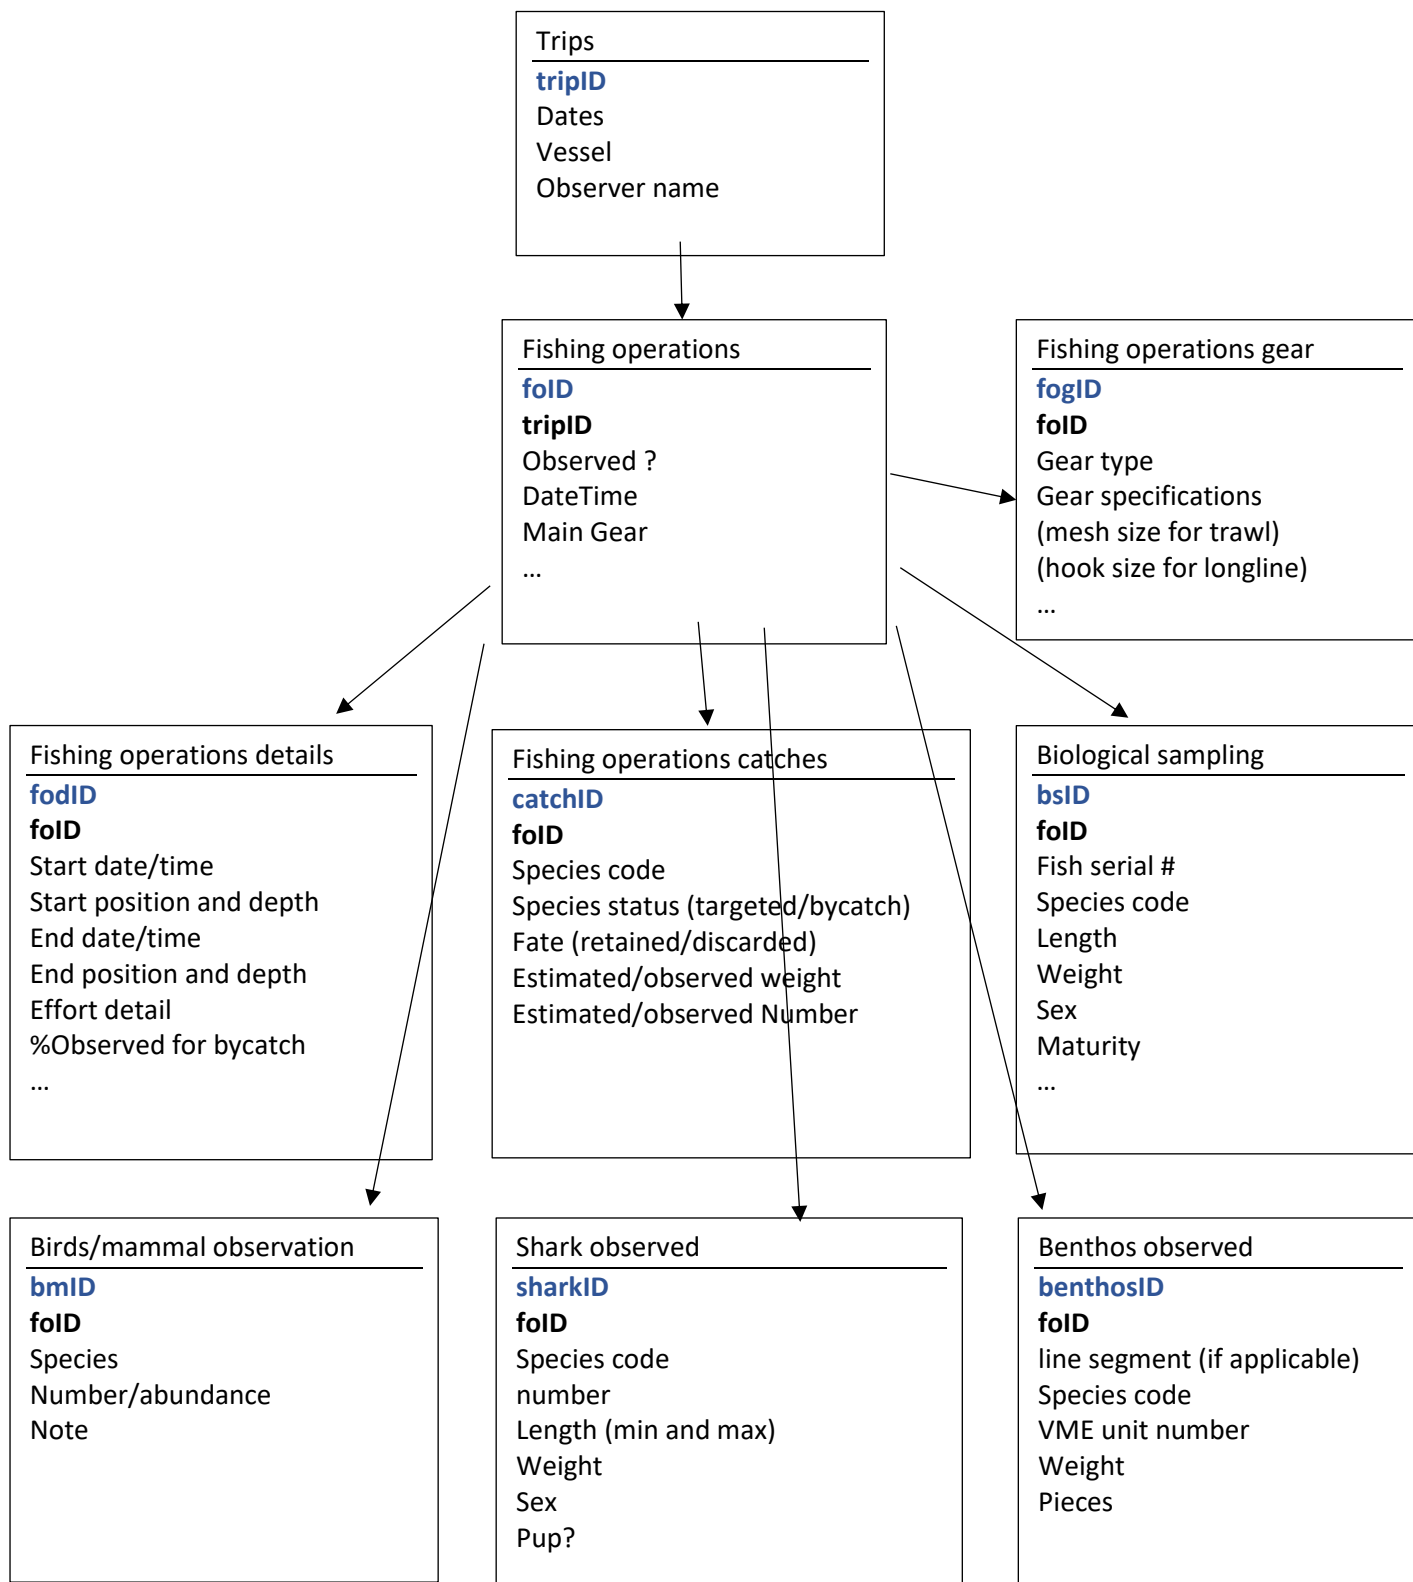 Trips
tripID
Dates
Vessel
Observer name
Fishing operations
foID
tripID
Observed ?
DateTime
Main Gear
...
Fishing operations gear
fogID
foID
Gear type
Gear specifications
(mesh size for trawl)
(hook size for longline)
...
Fishing operations details
fodID
foID
Start date/time
Start position and depth
End date/time
End position and depth
Effort detail
%Observed for bycatch
...
Fishing operations catches
catchID
foID
Species code
Species status (targeted/bycatch)
Fate (retained/discarded)
Estimated/observed weight
Estimated/observed Number
Biological sampling
bsID
foID
Fish serial #
Species code
Length
Weight
Sex
Maturity
...
Birds/mammal observation
bmID
foID
Species
Number/abundance
Note
Shark observed
sharkID
foID
Species code
number
Length (min and max)
Weight
Sex
Pup?
Benthos observed
benthosID
foID
line segment (if applicable)
Species code
VME unit number
Weight
Pieces